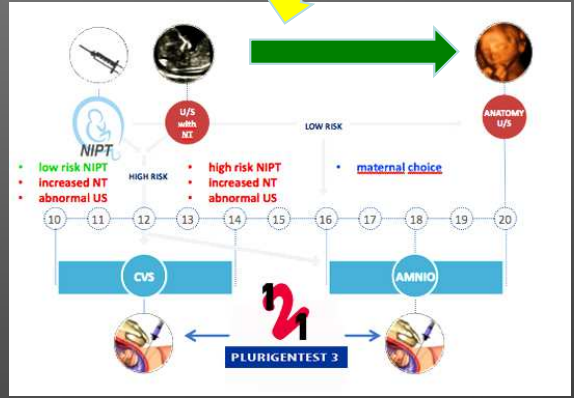 U/S
with
NT
ANATOMY
U/S
NIPT
LOW RISK
HIGH RISK
• low risk NIPT
• increased NT
• abnormal US
• high risk NIPT
• increased NT
• abnormal US
• maternal choice
10 11 12 13 14 15 16 17 18 19 20
CVS
AMNIO
121
PLURIGENTEST 3